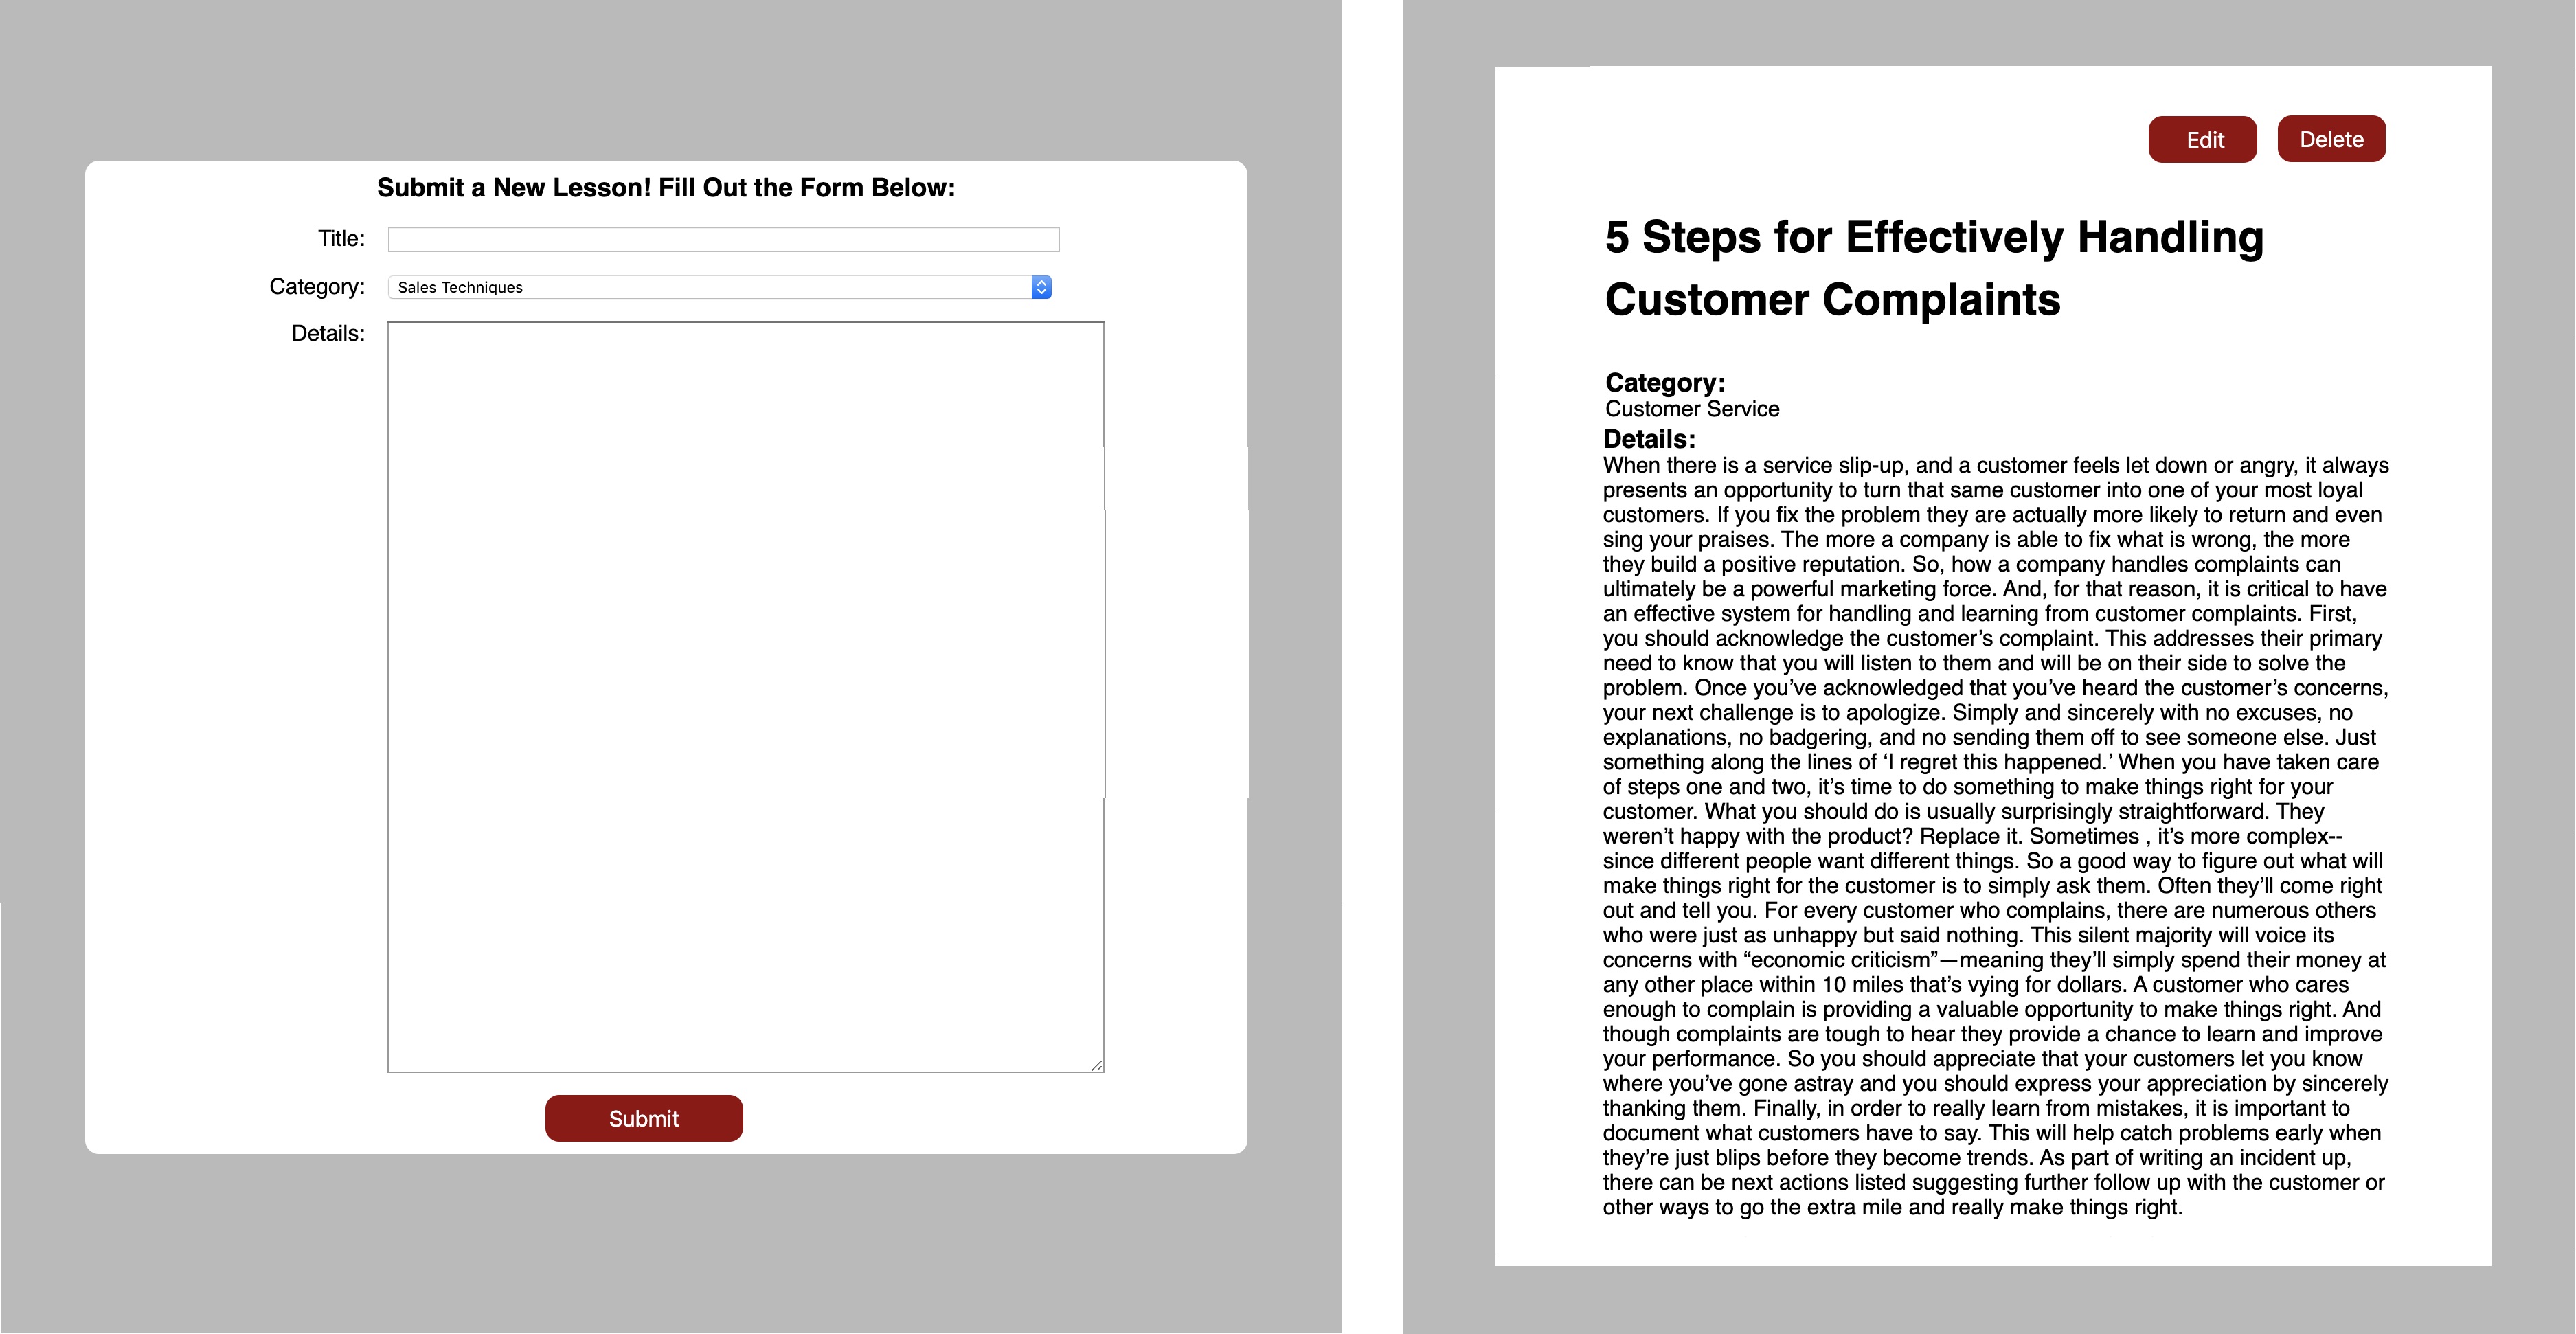 Submit a New Lesson! Fill Out the Form Below:
Title:
Category:
Sales Techniques
Details:
Submit
Edit
Delete
5 Steps for Effectively Handling
Customer Complaints
Category:
Customer Service
Details:
When there is a service slip-up, and a customer feels let down or angry, it always
presents an opportunity to turn that same customer into one of your most loyal
customers. If you fix the problem they are actually more likely to return and even
sing your praises. The more a company is able to fix what is wrong, the more
they build a positive reputation. So, how a company handles complaints can
ultimately be a powerful marketing force. And, for that reason, it is critical to have
an effective system for handling and learning from customer complaints. First,
you should acknowledge the customer’s complaint. This addresses their primary
need to know that you will listen to them and will be on their side to solve the
problem. Once you’ve acknowledged that you’ve heard the customer’s concerns,
your next challenge is to apologize. Simply and sincerely with no excuses, no
explanations, no badgering, and no sending them off to see someone else. Just
something along the lines of ‘I regret this happened.’ When you have taken care
of steps one and two, it’s time to do something to make things right for your
customer. What you should do is usually surprisingly straightforward. They
weren’t happy with the product? Replace it. Sometimes , it’s more complex--
since different people want different things. So a good way to figure out what will
make things right for the customer is to simply ask them. Often they’ll come right
out and tell you. For every customer who complains, there are numerous others
who were just as unhappy but said nothing. This silent majority will voice its
concerns with “economic criticism”—meaning they’ll simply spend their money at
any other place within 10 miles that’s vying for dollars. A customer who cares
enough to complain is providing a valuable opportunity to make things right. And
though complaints are tough to hear they provide a chance to learn and improve
your performance. So you should appreciate that your customers let you know
where you’ve gone astray and you should express your appreciation by sincerely
thanking them. Finally, in order to really learn from mistakes, it is important to
document what customers have to say. This will help catch problems early when
they’re just blips before they become trends. As part of writing an incident up,
there can be next actions listed suggesting further follow up with the customer or
other ways to go the extra mile and really make things right.